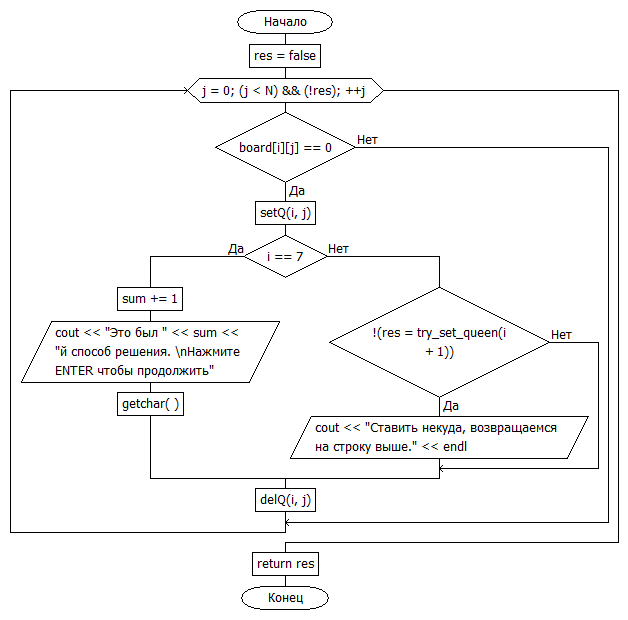 Начало
res = false
j = 0; (j < N) && (!res); ++j
board[i][j] == 0
Нет
Да
setQ(i, j)
Да
i == 7
Нет
sum += 1
cout << "Это был " << sum <<
"й способ решения. \nНажмите
ENTER чтобы продолжить"
getchar( )
!(res = try_set_queen(i
+ 1))
Нет
Да
cout << "Ставить некуда, возвращаемся
на строку выше." << endl
delQ(i, j)
return res
Конец